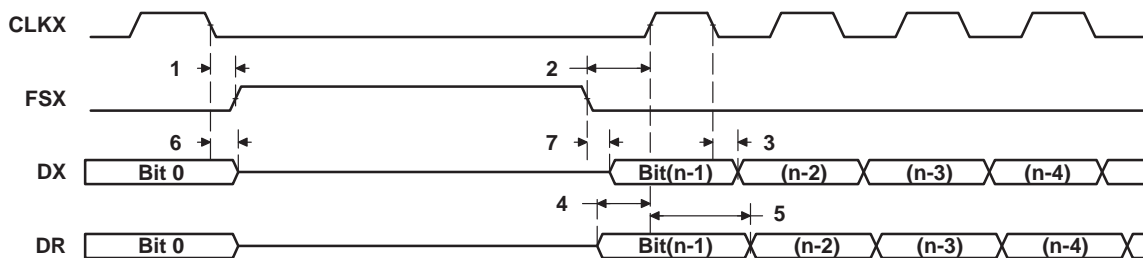 CLKX
1 2
FSX
6 7 3
DX Bit 0 Bit(n-1) (n-2) (n-3) (n-4)
4 5
DR Bit 0 Bit(n-1) (n-2) (n-3) (n-4)